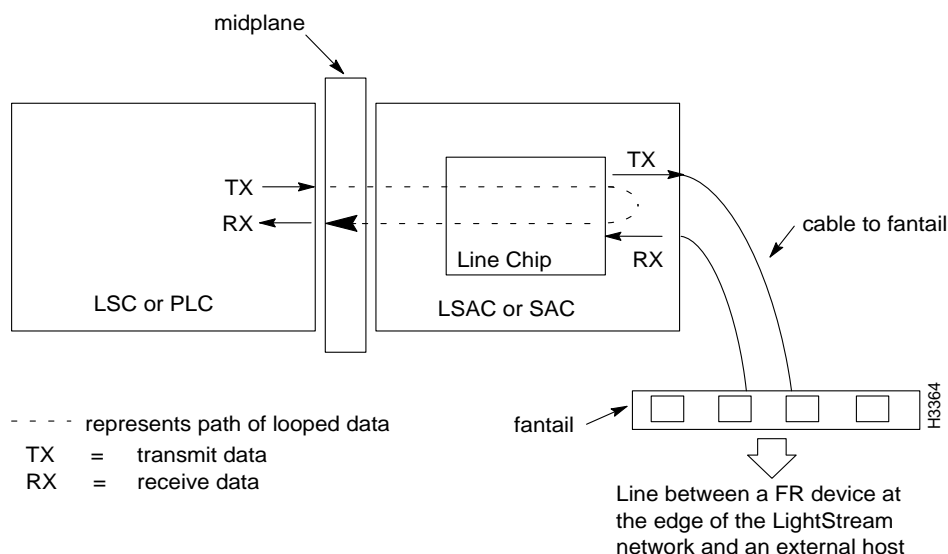 midplane
TX
TX
RX
cable to fantail
RX
Line Chip
LSC or PLC
LSAC or SAC
H3364
- - - - - represents path of looped data
fantail
TX = transmit data
RX = receive data
Line between a FR device at
the edge of the LightStream
network and an external host